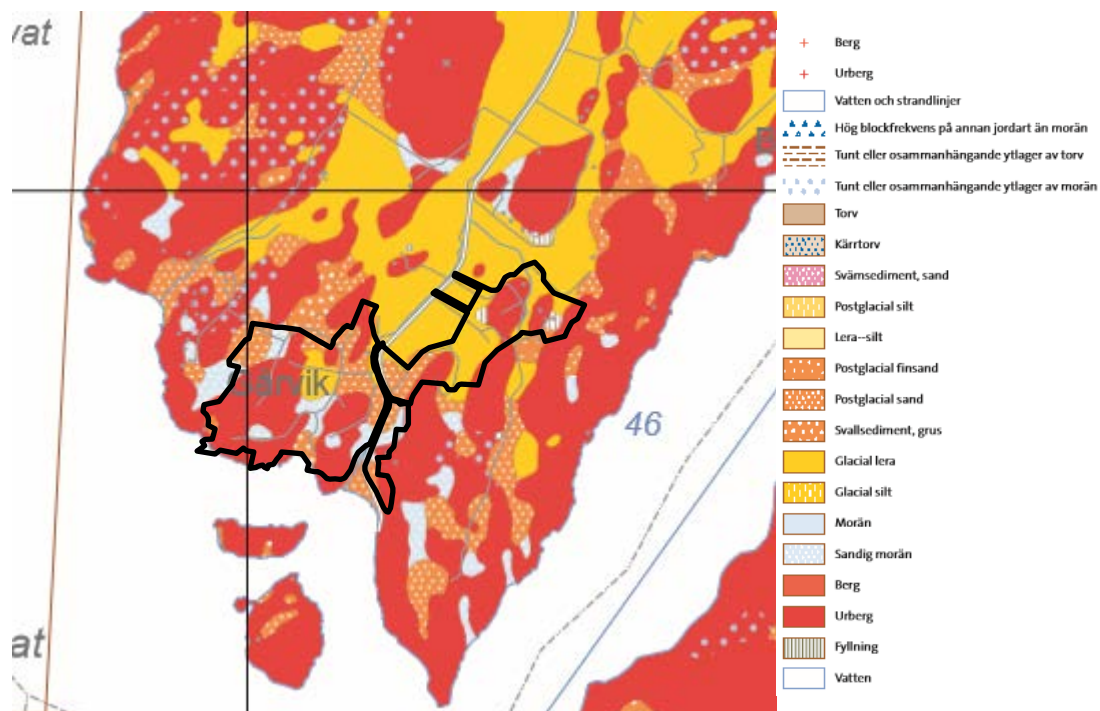 vat
Gårvik
46
at
Berg
Urberg
Vatten och strandlinjer
Hög blockfrekvens på annan jordart än morän
Tunt eller osammanhängande ytlager av torv
Tunt eller osammanhängande ytlager av morän
Torv
Kärrtorv
Svämsediment, sand
Postglacial silt
Lera--silt
Postglacial finsand
Postglacial sand
Svallsediment, grus
Glacial lera
Glacial silt
Morän
Sandig morän
Berg
Urberg
Fyllning
Vatten